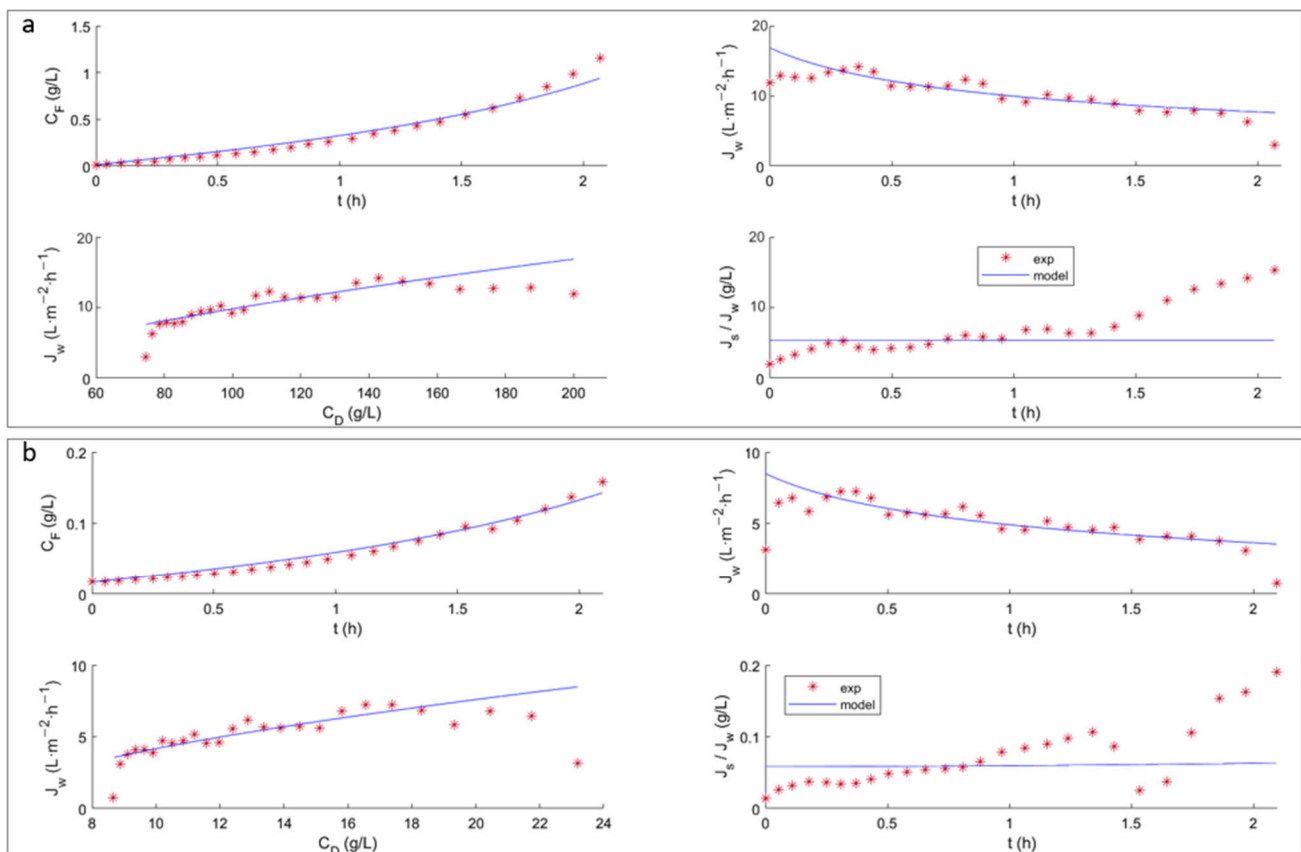 a
1.5
1
0.5
0
C_F (g/L)
0 0.5 1 1.5 2
t (h)
20
10
0
J_w (L·m⁻²·h⁻¹)
0 0.5 1 1.5 2
t (h)
20
10
0
J_w (L·m⁻²·h⁻¹)
60 80 100 120 140 160 180 200
C_D (g/L)
20
10
0
J_s / J_w (g/L)
exp
model
0 0.5 1 1.5 2
t (h)
b
0.2
0.1
0
C_F (g/L)
0 0.5 1 1.5 2
t (h)
10
5
0
J_w (L·m⁻²·h⁻¹)
0 0.5 1 1.5 2
t (h)
10
5
0
J_w (L·m⁻²·h⁻¹)
8 10 12 14 16 18 20 22 24
C_D (g/L)
0.2
0.1
0
J_s / J_w (g/L)
exp
model
0 0.5 1 1.5 2
t (h)